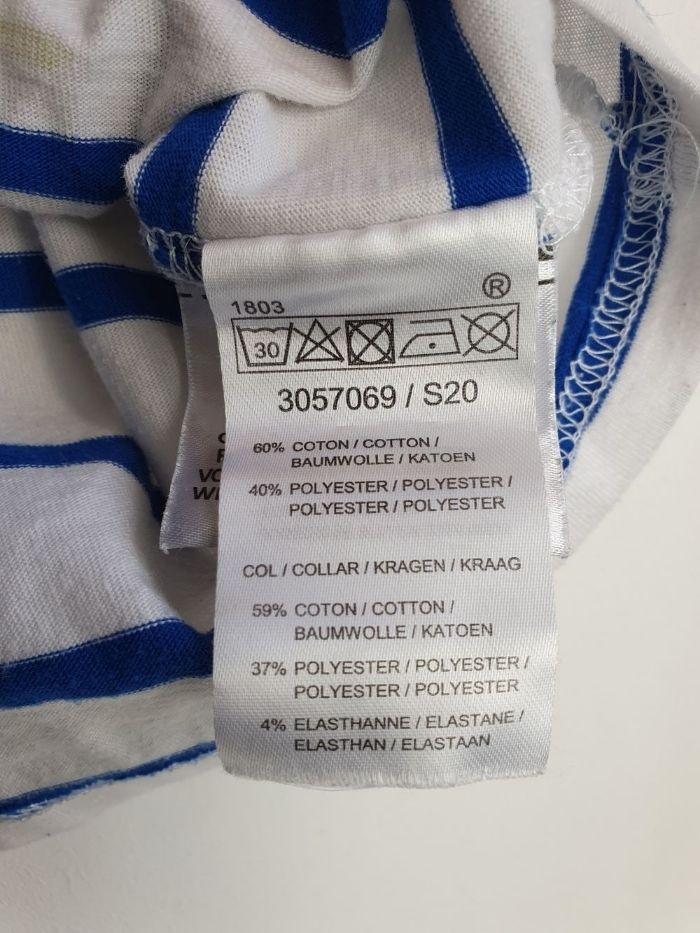 ®
1803
30
3057069 / S20
60% COTON / COTTON /
BAUMWOLLE / KATOEN
40% POLYESTER / POLYESTER /
POLYESTER / POLYESTER
COL / COLLAR / KRAGEN / KRAAG
59% COTON / COTTON /
BAUMWOLLE / KATOEN
37% POLYESTER / POLYESTER /
POLYESTER / POLYESTER
4% ELASTHANNE / ELASTANE /
ELASTHAN / ELASTAAN